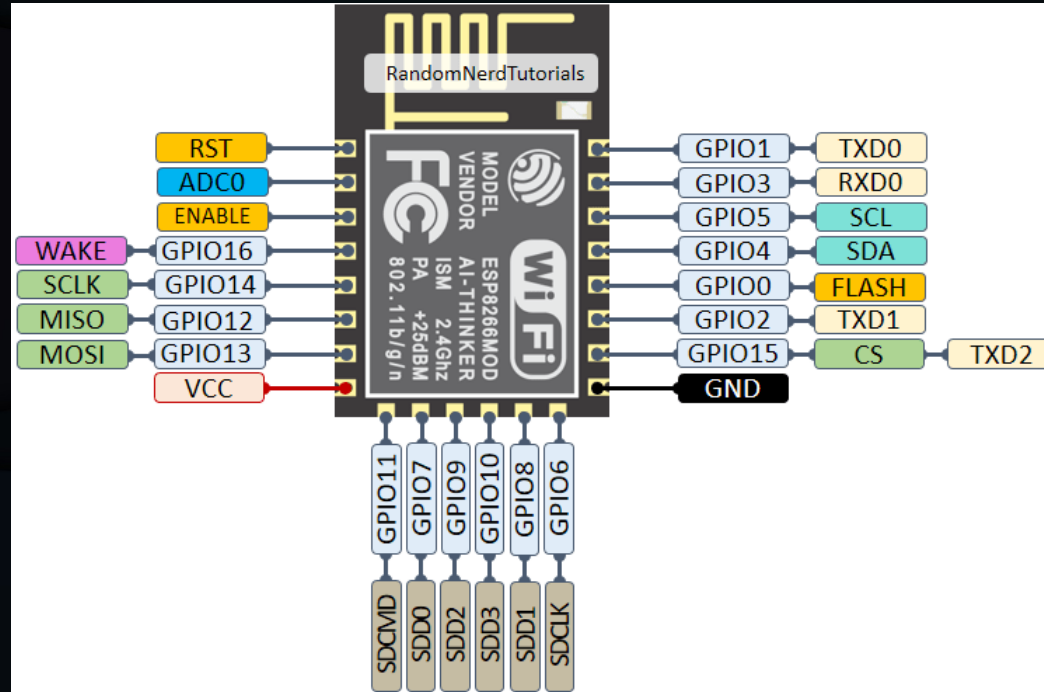 RandomNerdTutorials
RST
ADC0
ENABLE
WAKE GPIO16
SCLK GPIO14
MISO GPIO12
MOSI GPIO13
VCC
FC
MODEL ESP8266MOD
VENDOR AI-THINKER
ISM 2.4Ghz
PA +25dBM
802.11b/g/n
Wi Fi
GPIO1 TXD0
GPIO3 RXD0
GPIO5 SCL
GPIO4 SDA
GPIO0 FLASH
GPIO2 TXD1
GPIO15 CS TXD2
GND
GPIO11 SDCMD
GPIO7 SDD0
GPIO9 SDD2
GPIO10 SDD3
GPIO8 SDD1
GPIO6 SDCLK